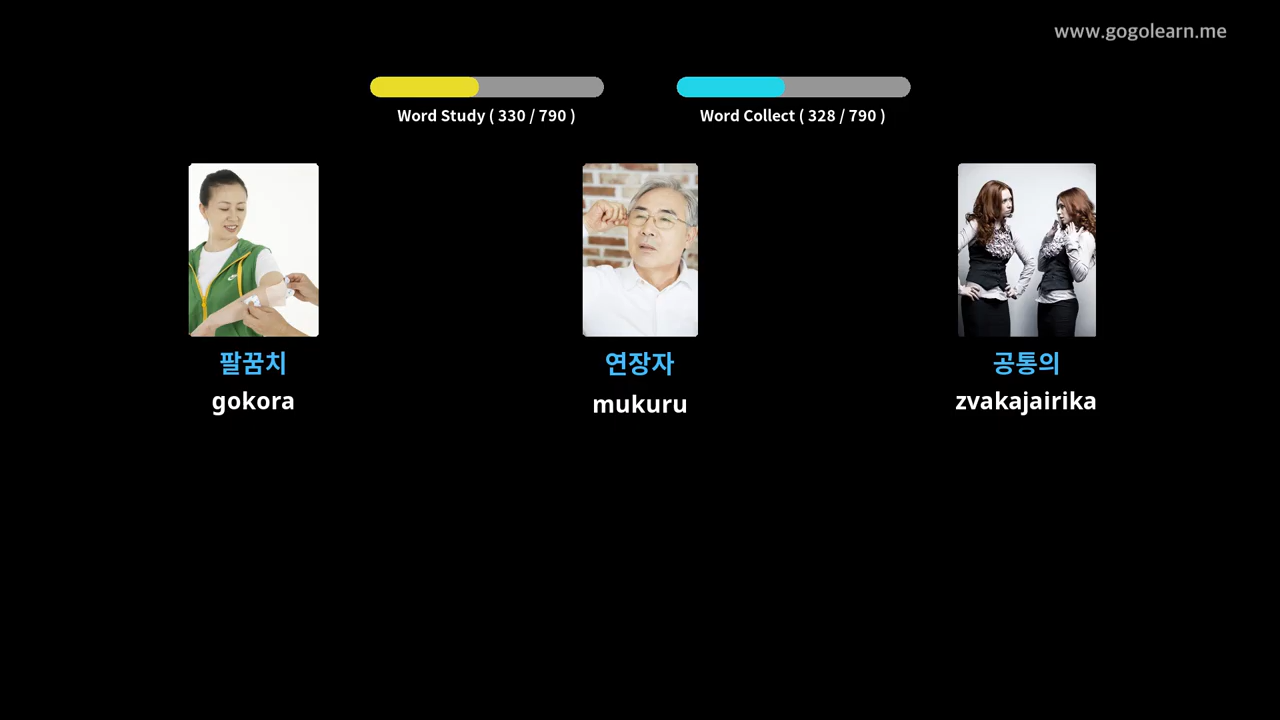 www.gogolearn.me
Word Study ( 330 / 790 )
Word Collect ( 328 / 790 )
팔꿈치
연장자
공통의
gokora
mukuru
zvakajairika